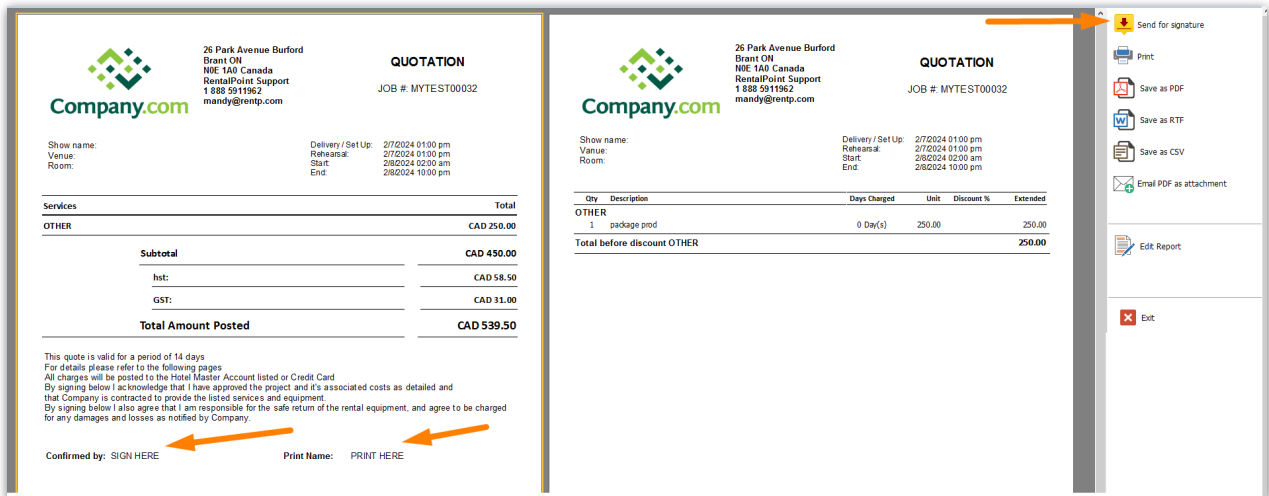 Company.com
26 Park Avenue Burford
Brant ON
N0E 1A0 Canada
RentalPoint Support
1 888 5911962
mandy@rentp.com
QUOTATION
JOB #: MYTEST00032
Show name:
Venue:
Room:
Delivery / Set Up: 2/7/2024 01:00 pm
Rehearsal: 2/7/2024 01:00 pm
Start: 2/8/2024 02:00 am
End: 2/8/2024 10:00 pm
Services Total
OTHER CAD 250.00
Subtotal CAD 450.00
hst: CAD 58.50
GST: CAD 31.00
Total Amount Posted CAD 539.50
This quote is valid for a period of 14 days
For details please refer to the following pages
All charges will be posted to the Hotel Master Account listed or Credit Card
By signing below I acknowledge that I have approved the project and it's associated costs as detailed and
that Company is contracted to provide the listed services and equipment.
By signing below I also agree that I am responsible for the safe return of the rental equipment, and agree to be charged
for any damages and losses as notified by Company.
Confirmed by: SIGN HERE Print Name: PRINT HERE
Company.com
26 Park Avenue Burford
Brant ON
N0E 1A0 Canada
RentalPoint Support
1 888 5911962
mandy@rentp.com
QUOTATION
JOB #: MYTEST00032
Show name:
Vanue:
Room:
Delivery / Set Up: 2/7/2024 01:00 pm
Rehearsal: 2/7/2024 01:00 pm
Start: 2/8/2024 02:00 am
End: 2/8/2024 10:00 pm
Qty Description Days Charged Unit Discount % Extended
OTHER
1 package prod 0 Day(s) 250.00 250.00
Total before discount OTHER 250.00
Send for signature
Print
Save as PDF
Save as RTF
Save as CSV
Email PDF as attachment
Edit Report
Exit